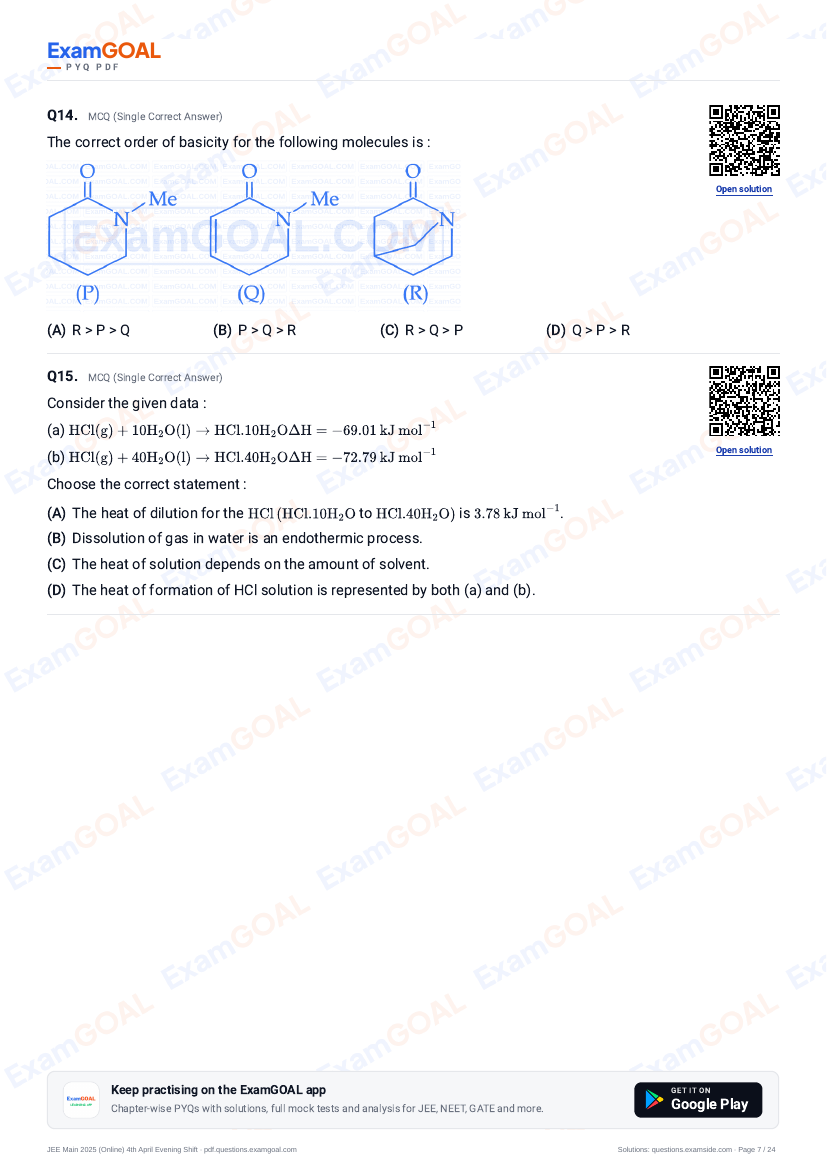 ExamGOAL
PYQ PDF
Q14. MCQ (Single Correct Answer)
The correct order of basicity for the following molecules is :
Open solution
O O O
N Me N Me N
ExamGOAL.COM
(P) (Q) (R)
(A) R > P > Q (B) P > Q > R (C) R > Q > P (D) Q > P > R
Q15. MCQ (Single Correct Answer)
Consider the given data :
(a) HCl(g) + 10H₂O(l) → HCl.10H₂OΔH = −69.01 kJ mol⁻¹
(b) HCl(g) + 40H₂O(l) → HCl.40H₂OΔH = −72.79 kJ mol⁻¹
Open solution
Choose the correct statement :
(A) The heat of dilution for the HCl (HCl.10H₂O to HCl.40H₂O) is 3.78 kJ mol⁻¹.
(B) Dissolution of gas in water is an endothermic process.
(C) The heat of solution depends on the amount of solvent.
(D) The heat of formation of HCl solution is represented by both (a) and (b).
ExamGOAL
Keep practising on the ExamGOAL app
Chapter-wise PYQs with solutions, full mock tests and analysis for JEE, NEET, GATE and more.
GET IT ON
Google Play
JEE Main 2025 (Online) 4th April Evening Shift · pdf.questions.examgoal.com
Solutions: questions.examside.com · Page 7 / 24